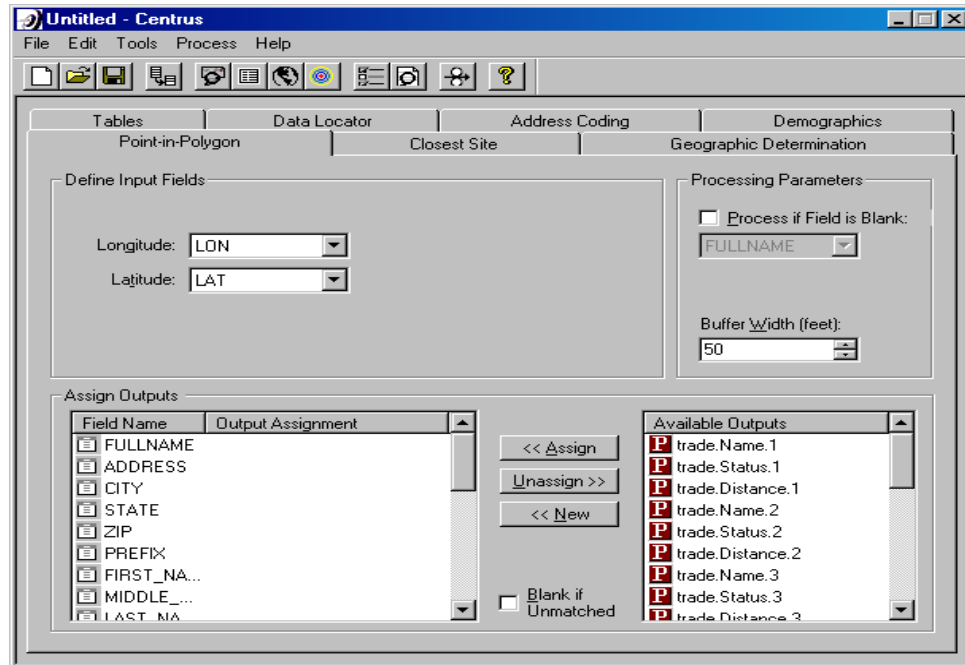 Untitled - Centrus
File Edit Tools Process Help
Tables Data Locator Address Coding Demographics
Point-in-Polygon Closest Site Geographic Determination
Define Input Fields
Longitude: LON
Latitude: LAT
Processing Parameters
Process if Field is Blank:
FULLNAME
Buffer Width (feet):
50
Assign Outputs
Field Name Output Assignment
FULLNAME
ADDRESS
CITY
STATE
ZIP
PREFIX
FIRST_NA...
MIDDLE_...
LAST_NA
<< Assign
Unassign >>
<< New
Blank if
Unmatched
Available Outputs
trade.Name.1
trade.Status.1
trade.Distance.1
trade.Name.2
trade.Status.2
trade.Distance.2
trade.Name.3
trade.Status.3
trade.Distance.3